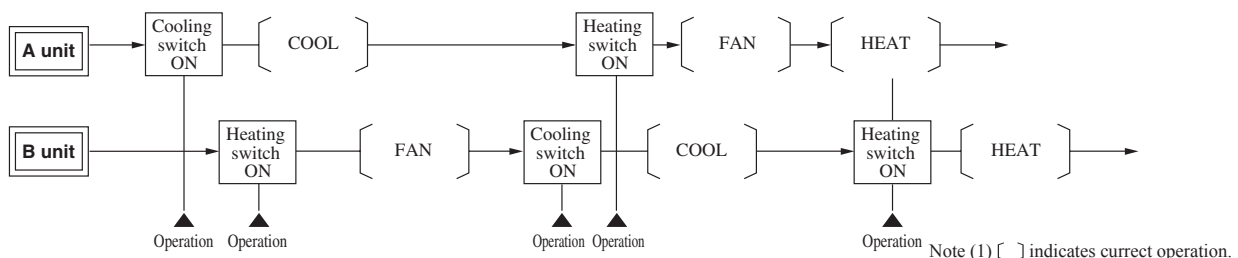 A unit
Cooling
switch
ON
COOL
Heating
switch
ON
FAN
HEAT
B unit
Heating
switch
ON
FAN
Cooling
switch
ON
COOL
Heating
switch
ON
HEAT
Operation
Operation
Operation
Operation
Operation
Note (1) [ ] indicates currect operation.